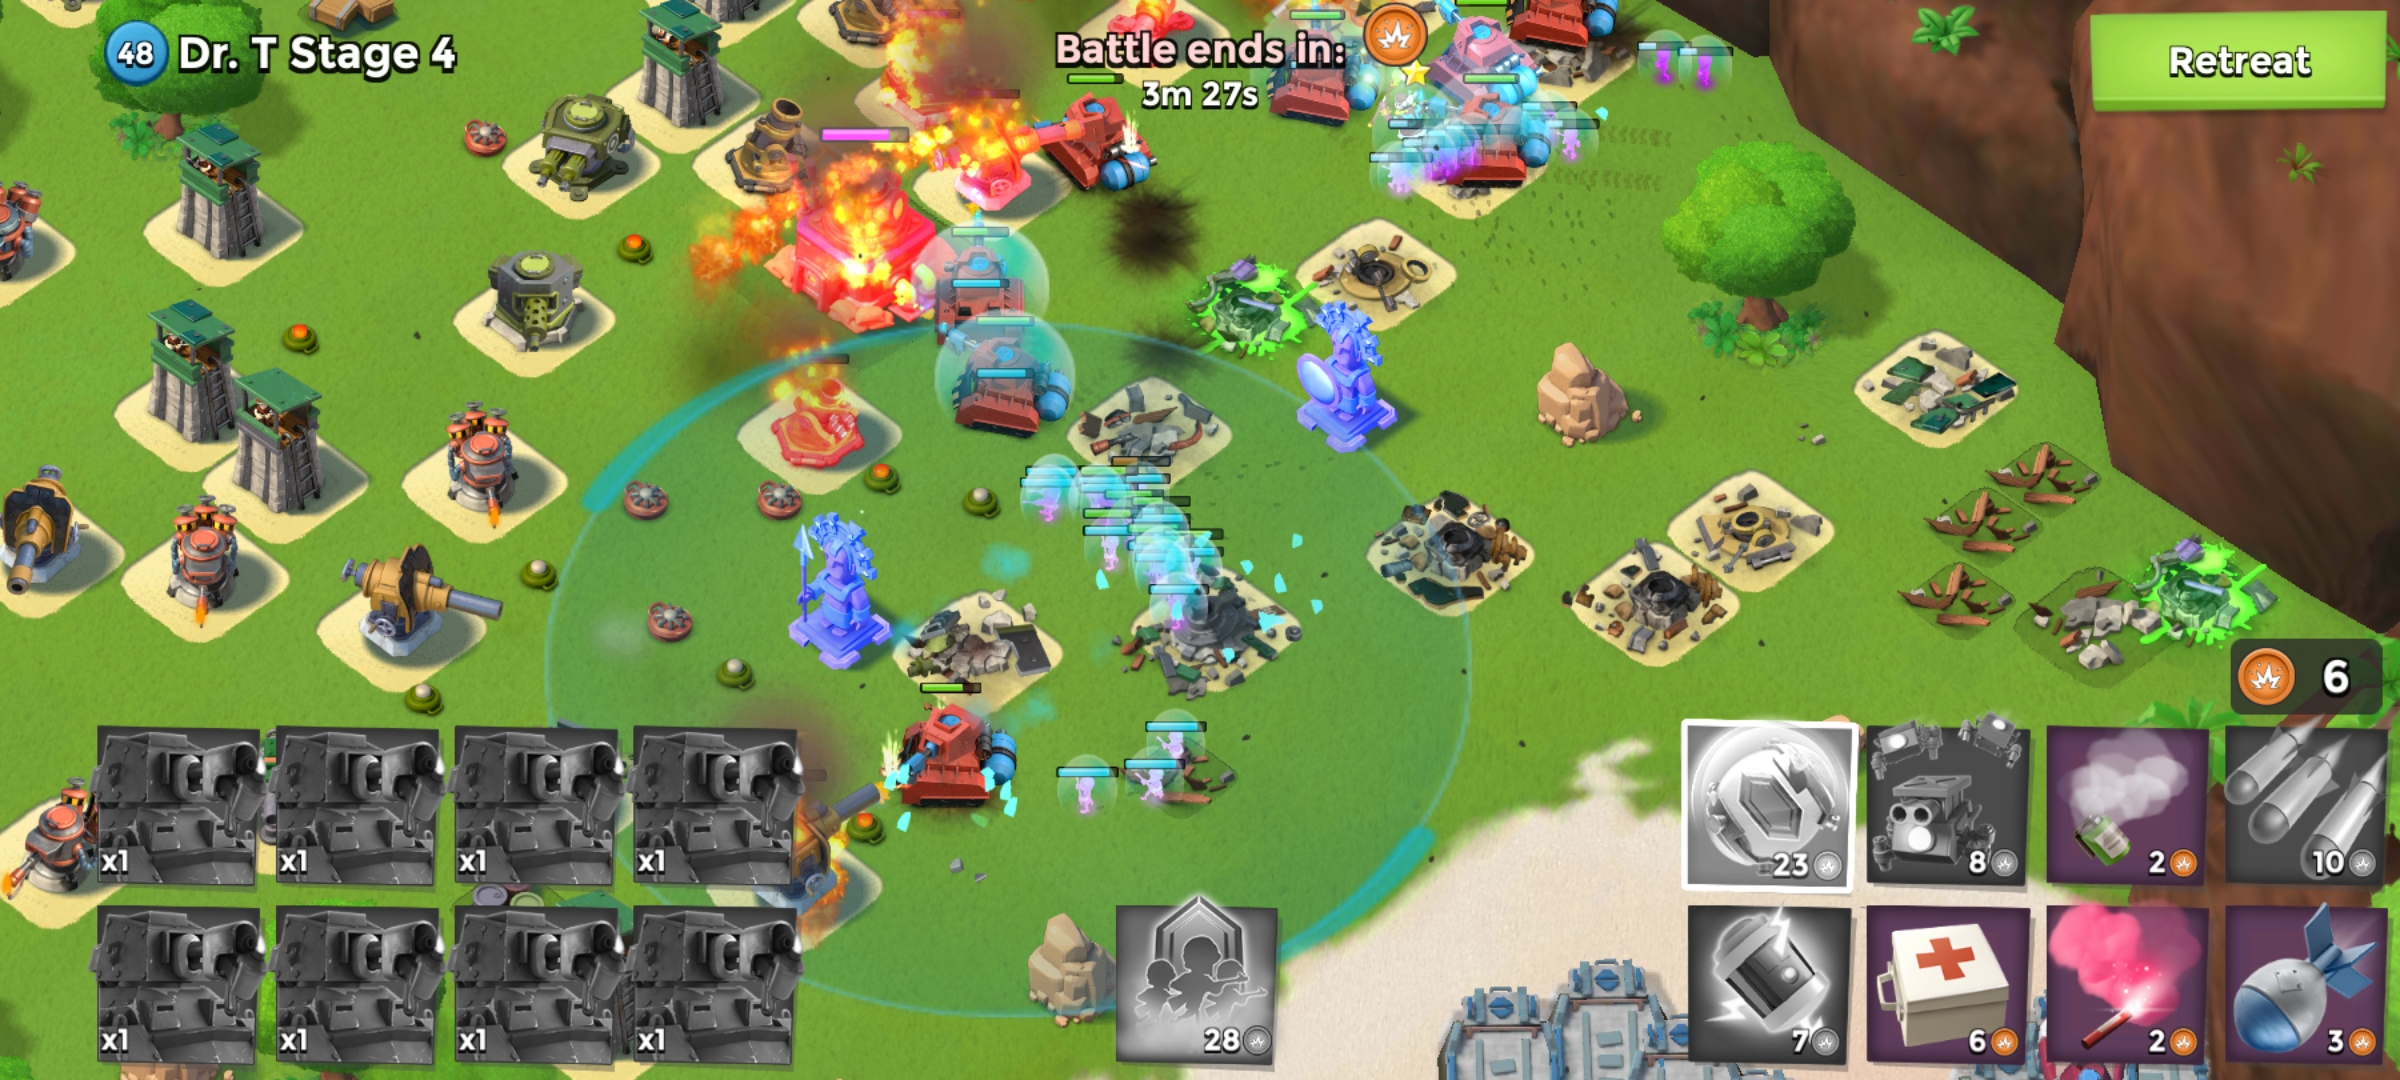 48 Dr. T Stage 4
Battle ends in:
3m 27s
Retreat
6
x1 x1 x1 x1
23 8 2 10
x1 x1 x1 x1
28
7 6 2 3